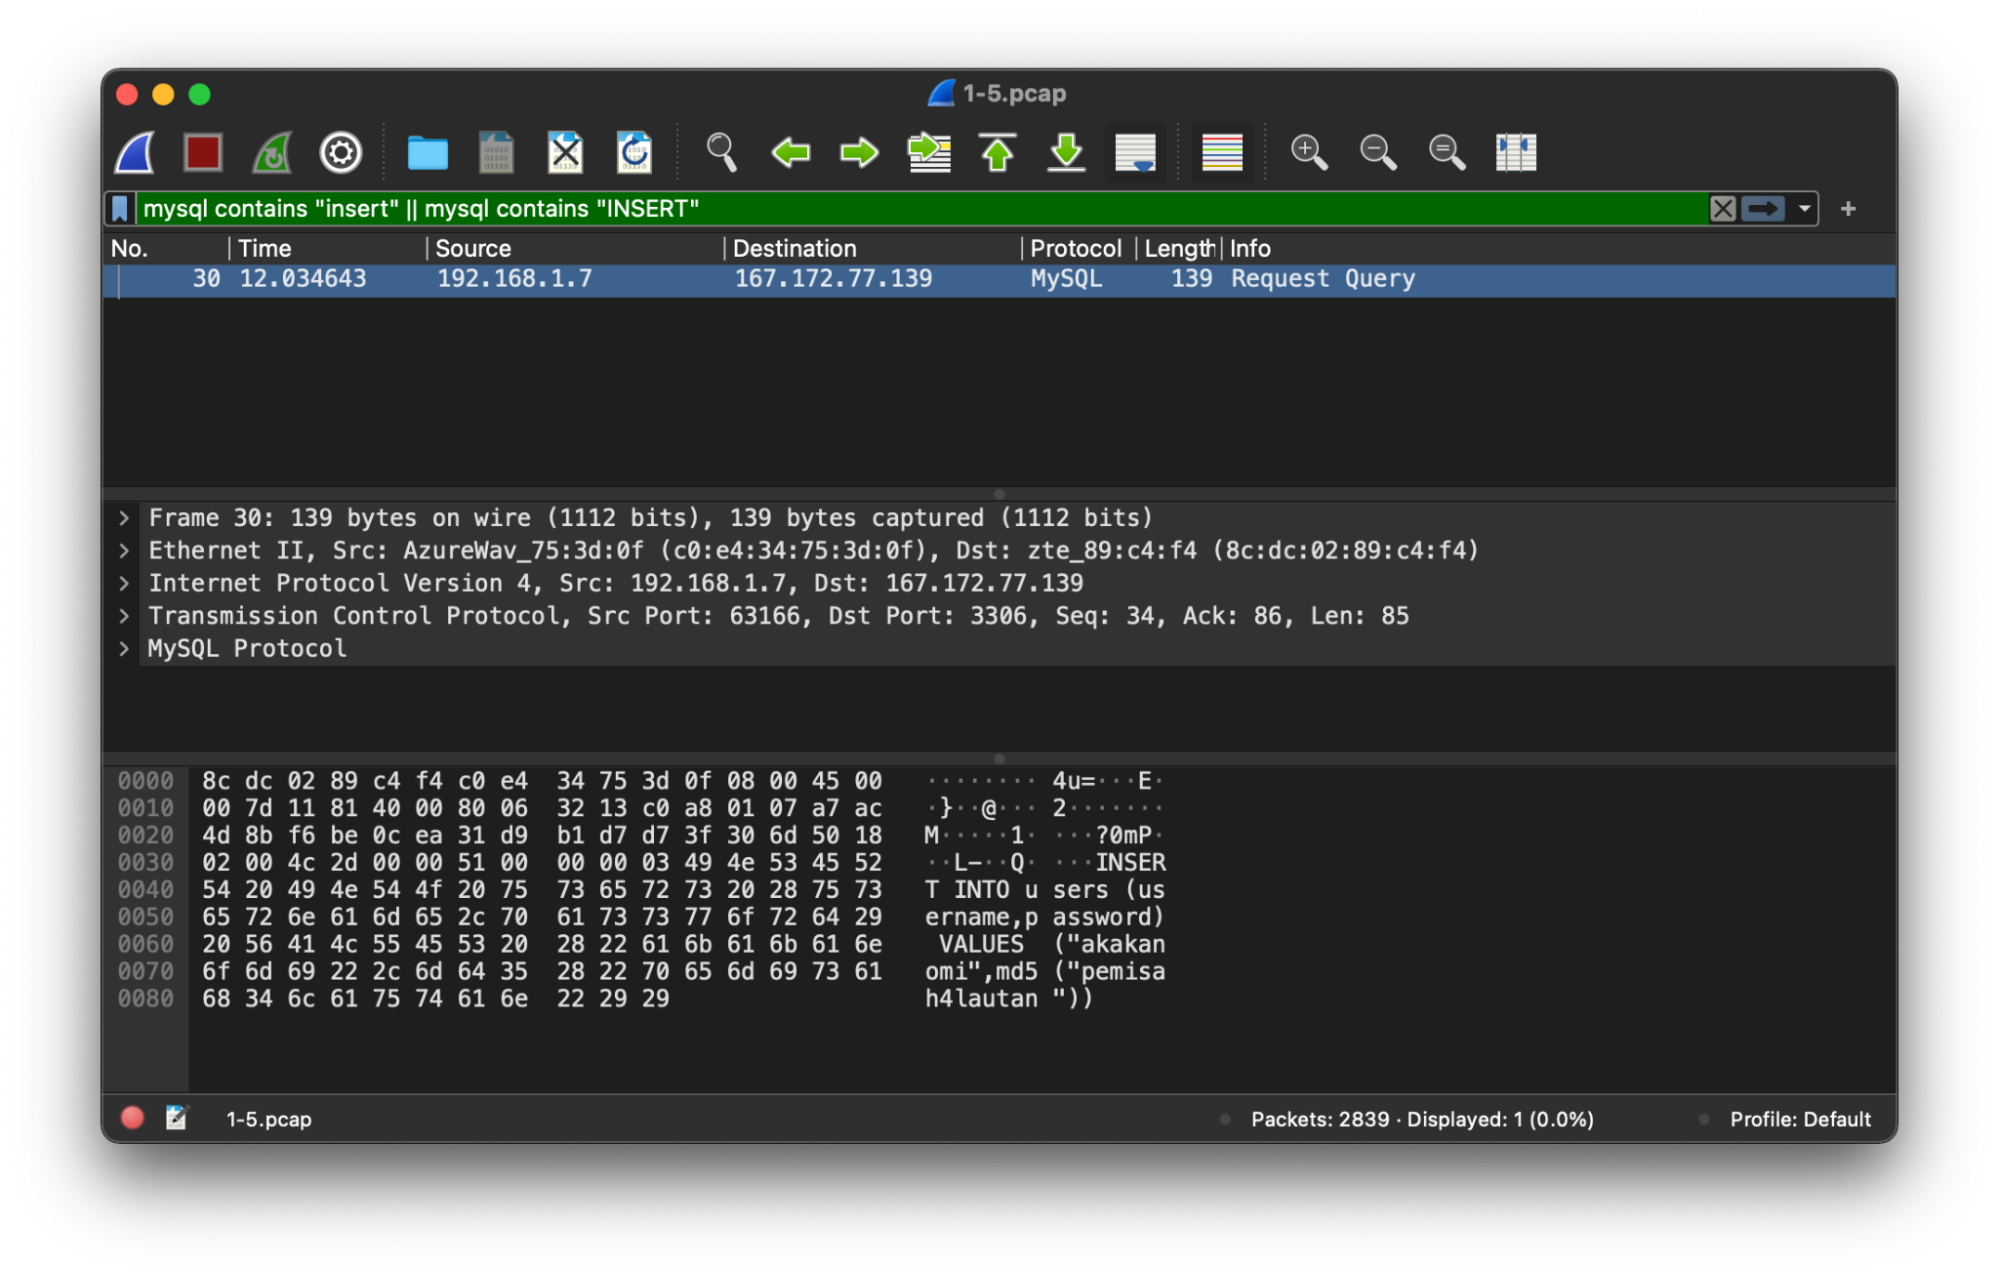 1-5.pcap
mysql contains "insert" || mysql contains "INSERT"
+
No. Time Source Destination Protocol Length Info
30 12.034643 192.168.1.7 167.172.77.139 MySQL 139 Request Query
> Frame 30: 139 bytes on wire (1112 bits), 139 bytes captured (1112 bits)
> Ethernet II, Src: AzureWav_75:3d:0f (c0:e4:34:75:3d:0f), Dst: zte_89:c4:f4 (8c:dc:02:89:c4:f4)
> Internet Protocol Version 4, Src: 192.168.1.7, Dst: 167.172.77.139
> Transmission Control Protocol, Src Port: 63166, Dst Port: 3306, Seq: 34, Ack: 86, Len: 85
> MySQL Protocol
0000 8c dc 02 89 c4 f4 c0 e4 34 75 3d 0f 08 00 45 00 ········ 4u=···E·
0010 00 7d 11 81 40 00 80 06 32 13 c0 a8 01 07 a7 ac ·}··@··· 2·······
0020 4d 8b f6 be 0c ea 31 d9 b1 d7 d7 3f 30 6d 50 18 M·····1· ···?0mP·
0030 02 00 4c 2d 00 00 51 00 00 00 03 49 4e 53 45 52 ··L-··Q· ···INSER
0040 54 20 49 4e 54 4f 20 75 73 65 72 73 20 28 75 73 T INTO u sers (us
0050 65 72 6e 61 6d 65 2c 70 61 73 73 77 6f 72 64 29 ername,p assword)
0060 20 56 41 4c 55 45 53 20 28 22 61 6b 61 6b 61 6e VALUES ("akakan
0070 6f 6d 69 22 2c 6d 64 35 28 22 70 65 6d 69 73 61 omi",md5 ("pemisa
0080 68 34 6c 61 75 74 61 6e 22 29 29 h4lautan "))
1-5.pcap Packets: 2839 · Displayed: 1 (0.0%) Profile: Default